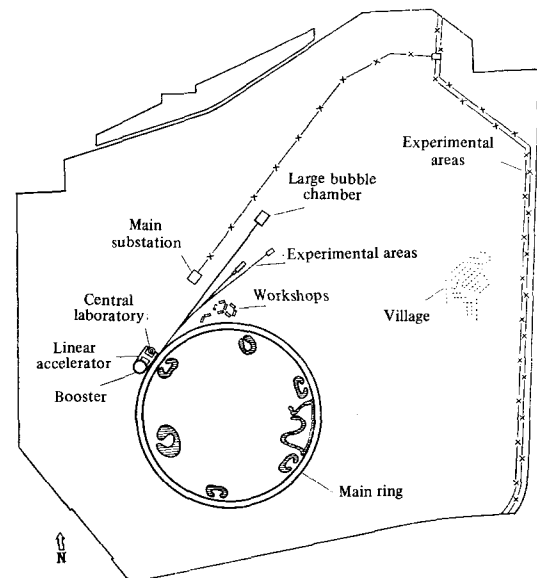 Experimental
areas
Large bubble
chamber
Main
substation
Experimental areas
Central
laboratory
Workshops
Village
Linear
accelerator
Booster
Main ring
N